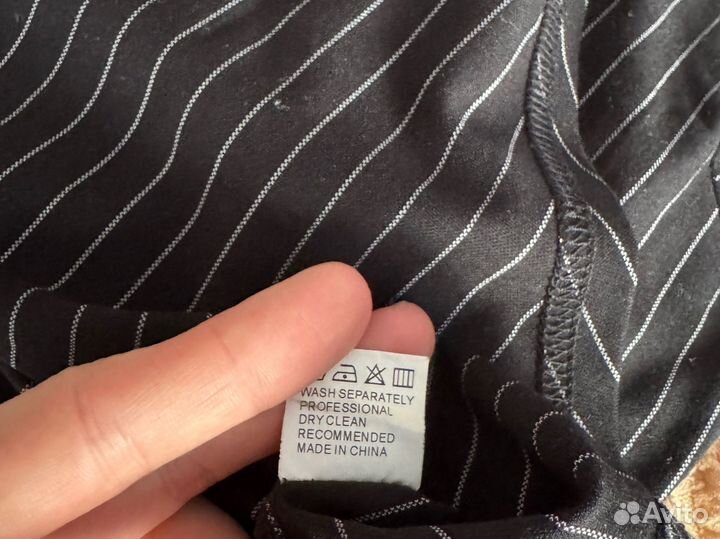 WASH SEPARATELY
PROFESSIONAL
DRY CLEAN
RECOMMENDED
MADE IN CHINA
Avito